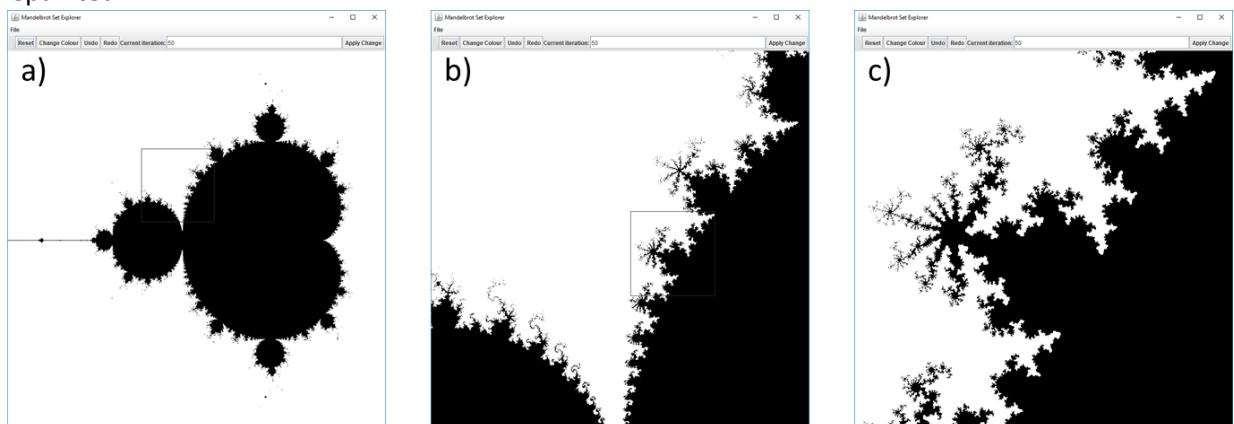 Mandelbrot Set Explorer
File
Reset Change Colour Undo Redo Current iteration: 50 Apply Change
a)
Mandelbrot Set Explorer
File
Reset Change Colour Undo Redo Current iteration: 50 Apply Change
b)
Mandelbrot Set Explorer
File
Reset Change Colour Undo Redo Current iteration: 50 Apply Change
c)